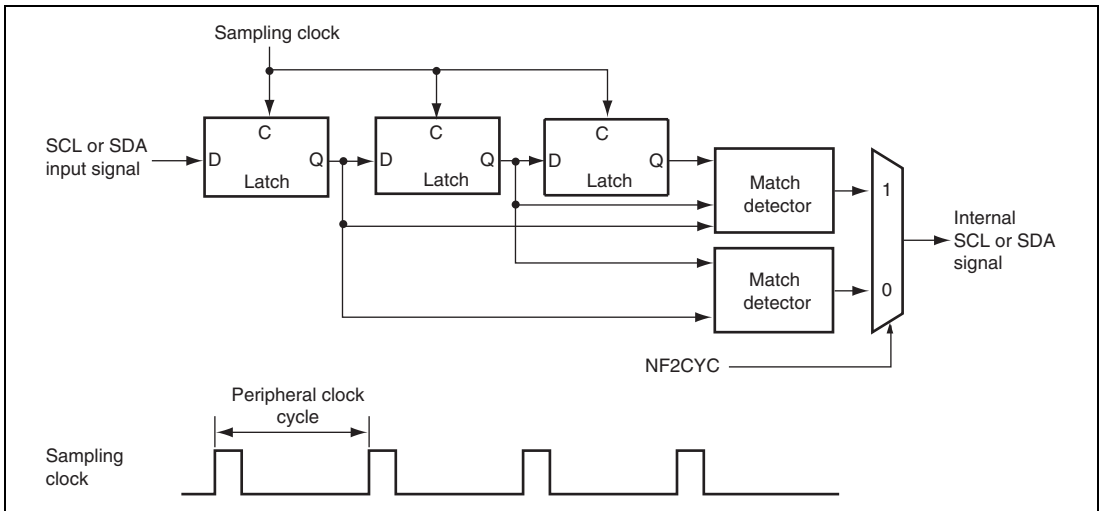 Sampling clock
C
C
C
SCL or SDA
input signal
D
Q
D
Q
D
Q
Latch
Latch
Latch
Match
detector
1
Internal
SCL or SDA
signal
Match
detector
0
NF2CYC
Peripheral clock
cycle
Sampling
clock